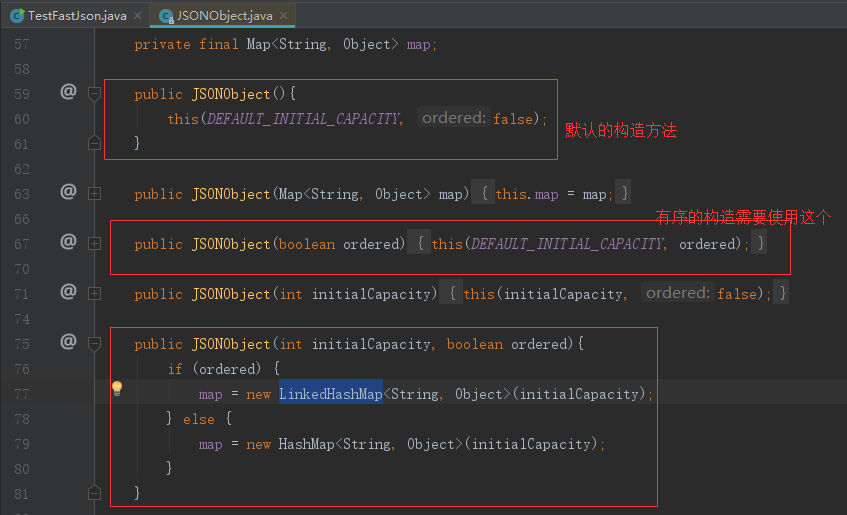 TestFastJson.java × JSONObject.java ×
57 private final Map<String, Object> map;
58
59 @ public JSONObject(){
60 this(DEFAULT_INITIAL_CAPACITY, ordered: false);
默认的构造方法
61 }
62
63 @ public JSONObject(Map<String, Object> map) { this.map = map; }
66
有序的构造需要使用这个
67 @ public JSONObject(boolean ordered) { this(DEFAULT_INITIAL_CAPACITY, ordered); }
70
71 @ public JSONObject(int initialCapacity) { this(initialCapacity, ordered: false); }
74
75 @ public JSONObject(int initialCapacity, boolean ordered){
76 if (ordered) {
77 map = new LinkedHashMap<String, Object>(initialCapacity);
78 } else {
79 map = new HashMap<String, Object>(initialCapacity);
80 }
81 }